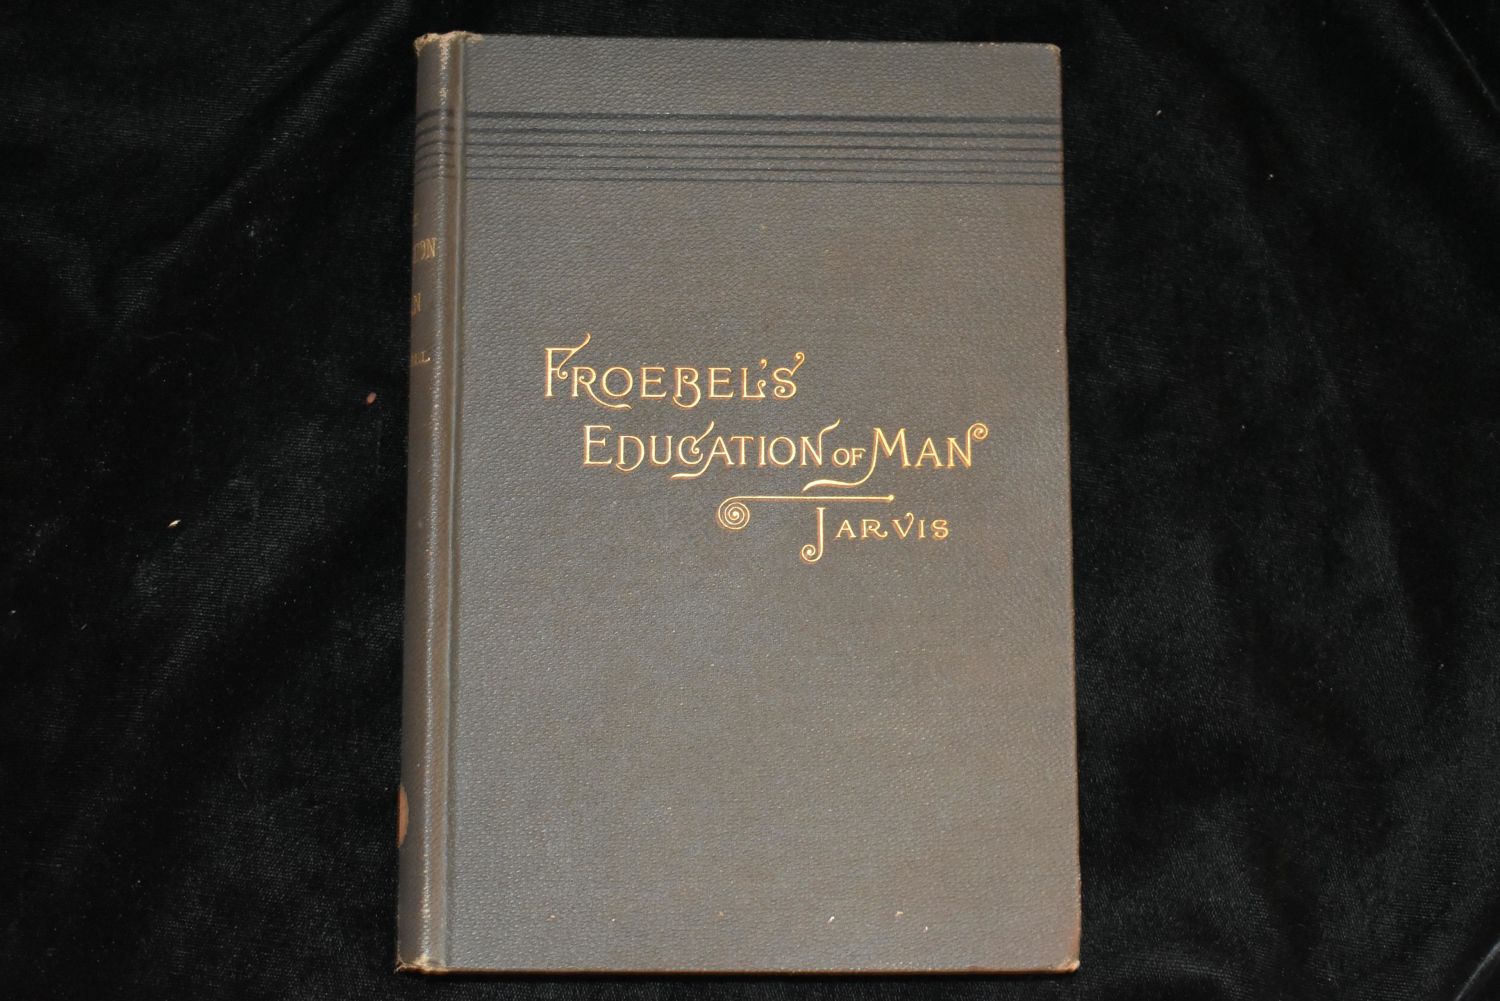 Froebel's
Education of Man
Jarvis